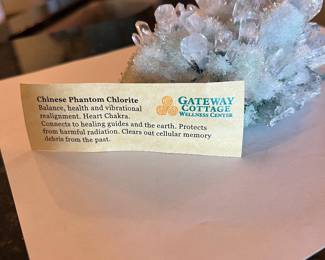 Chinese Phantom Chlorite
Balance, health and vibrational
realignment. Heart Chakra.
Connects to healing guides and the earth. Protects
from harmful radiation. Clears out cellular memory
debris from the past.
GATEWAY
COTTAGE
WELLNESS CENTER